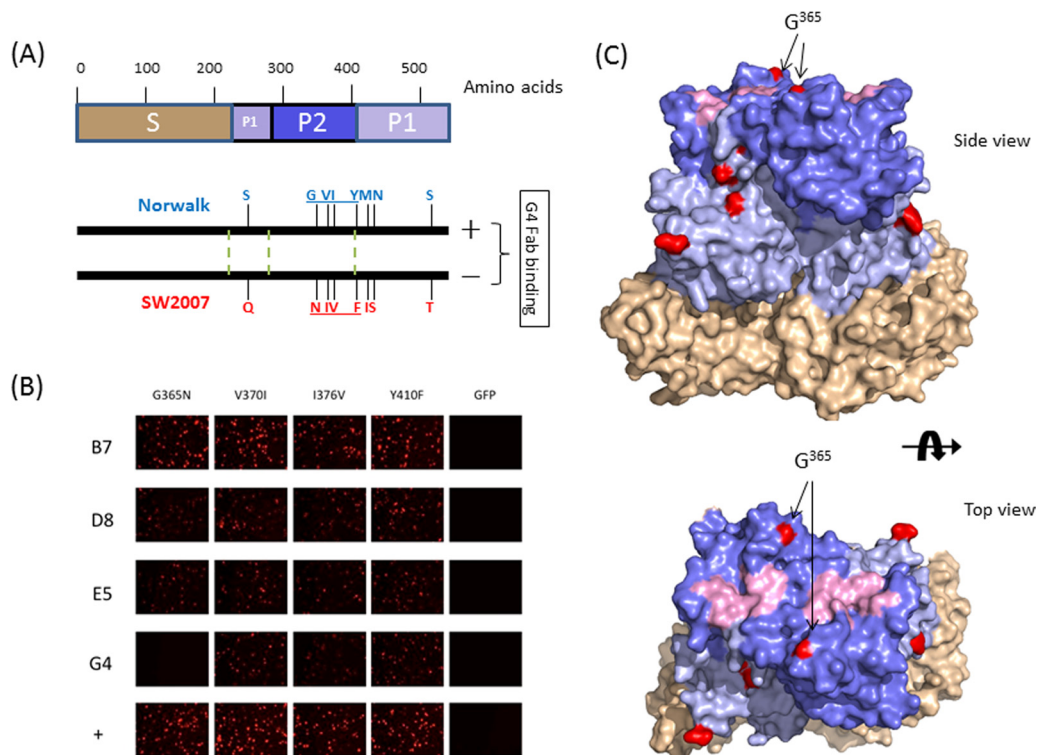 (A)
0 100 200 300 400 500
Amino acids
S P1 P2 P1
S G VI YMN S
Norwalk
+
−
SW2007
Q N IV F IS T
G4 Fab binding
(B)
G365N V370I I376V Y410F GFP
B7
D8
E5
G4
+
(C)
G365
Side view
G365
Top view